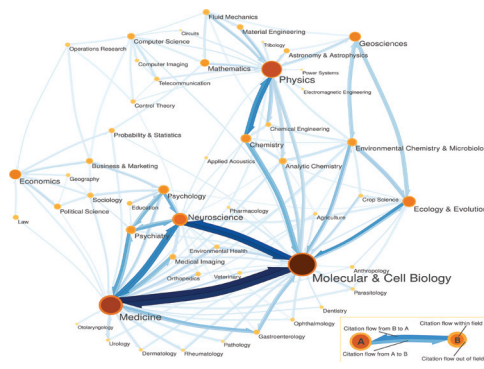 Fluid Mechanics
Circuits
Material Engineering
Computer Science
Tribology
Geosciences
Operations Research
Astronomy & Astrophysics
Computer Imaging
Mathematics
Physics
Power Systems
Telecommunication
Electromagnetic Engineering
Control Theory
Chemical Engineering
Probability & Statistics
Chemistry
Environmental Chemistry & Microbiolo
Applied Acoustics
Business & Marketing
Analytic Chemistry
Economics
Geography
Psychology
Crop Science
Sociology
Education
Ecology & Evolution
Political Science
Pharmacology
Agriculture
Law
Neuroscience
Psychiatry
Environmental Health
Medical Imaging
Orthopedics
Veterinary
Anthropology
Molecular & Cell Biology
Parasitology
Medicine
Dentistry
Otolaryngology
Ophthalmology
Gastroenterology
Urology
Pathology
Dermatology
Rheumatology
Citation flow from B to A
Citation flow within field
A
B
Citation flow from A to B
Citation flow out of field